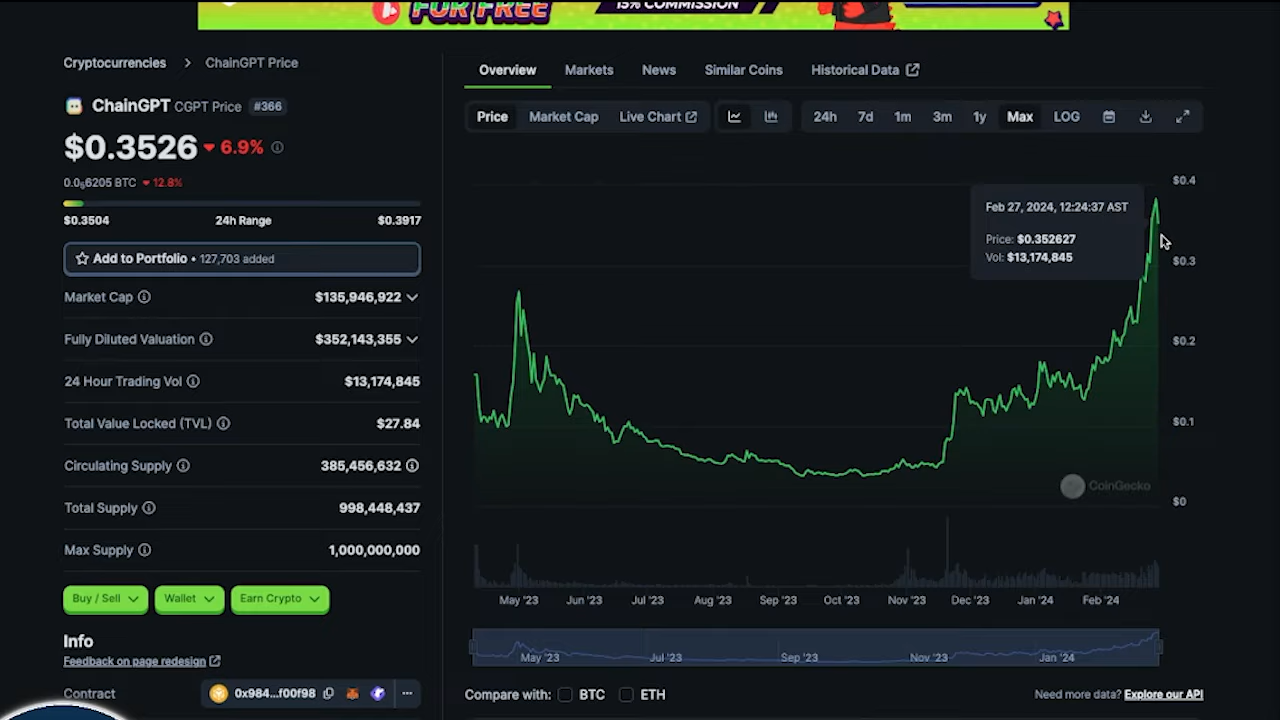 FOR FREE
15% COMMISSION
Cryptocurrencies > ChainGPT Price
ChainGPT CGPT Price #366
$0.3526 6.9%
0.0₆6205 BTC 12.8%
$0.3504 24h Range $0.3917
Add to Portfolio • 127,703 added
Market Cap $135,946,922
Fully Diluted Valuation $352,143,355
24 Hour Trading Vol $13,174,845
Total Value Locked (TVL) $27.84
Circulating Supply 385,456,632
Total Supply 998,448,437
Max Supply 1,000,000,000
Buy / Sell Wallet Earn Crypto
Info
Feedback on page redesign
Contract 0x984...f00f98
Overview Markets News Similar Coins Historical Data
Price Market Cap Live Chart 24h 7d 1m 3m 1y Max LOG
$0.4
Feb 27, 2024, 12:24:37 AST
Price: $0.352627
Vol: $13,174,845
$0.3
$0.2
$0.1
CoinGecko
$0
May '23 Jun '23 Jul '23 Aug '23 Sep '23 Oct '23 Nov '23 Dec '23 Jan '24 Feb '24
May '23 Jul '23 Sep '23 Nov '23 Jan '24
Compare with: BTC ETH Need more data? Explore our API